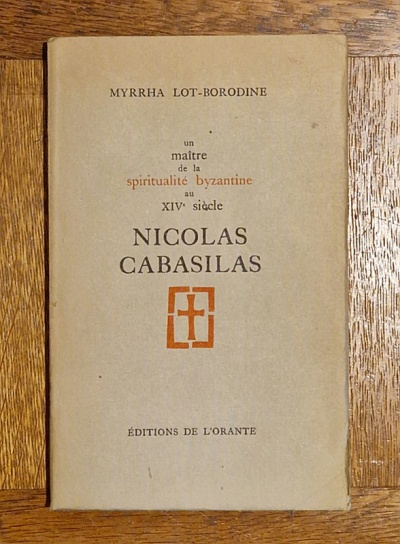 MYRRHA LOT-BORODINE
un
maître
de la
spiritualité byzantine
au
XIVᵉ siècle
NICOLAS
CABASILAS
ÉDITIONS DE L'ORANTE